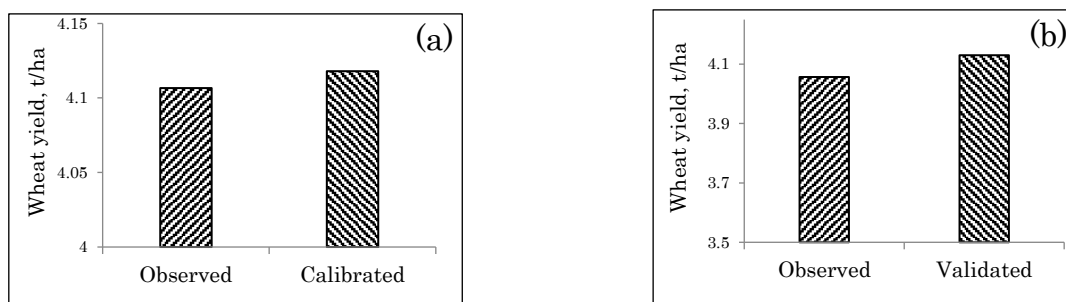 (a)
Wheat yield, t/ha
4.15
4.1
4.05
4
Observed Calibrated
(b)
Wheat yield, t/ha
4.1
3.9
3.7
3.5
Observed Validated